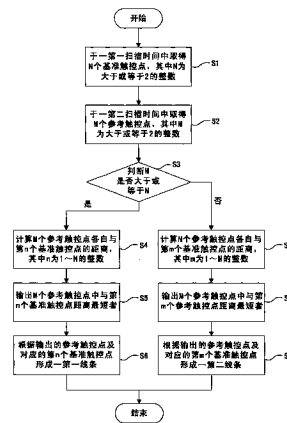 开始
于一第一扫描时间中取得
N个基准触控点,其中N为
大于或等于2的整数
S1
于一第二扫描时间中取得
M个参考触控点,其中M
为大于或等于2的整数
S2
S3
判断M
是否大于或
等于N
是
否
计算M个参考触控点各自与
第n个基准触控点的距离,
其中n为1~N的整数
S4
计算N个参考触控点各自与
第m个基准触控点的距离,
其中m为1~N的整数
S
输出M个参考触控点中与第
n个基准触控点距离最短者
S5
输出N个参考触控点中与第
m个参考触控点距离最短者
S
根据输出的参考触控点及
对应的第n个基准触控点
形成一第一线条
S6
根据输出的参考触控点及
对应的第m个基准触控点
形成一第二线条
S
结束